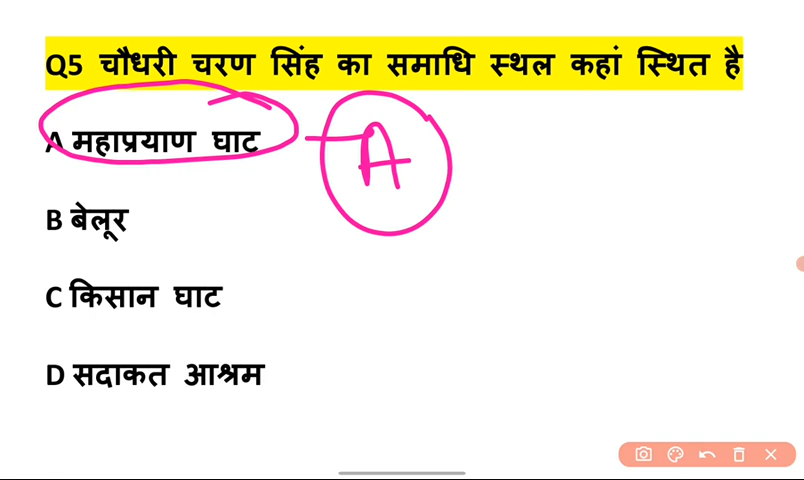 Q5 चौधरी चरण सिंह का समाधि स्थल कहां स्थित है
A महाप्रयाण घाट
A
B बेलूर
C किसान घाट
D सदाकत आश्रम